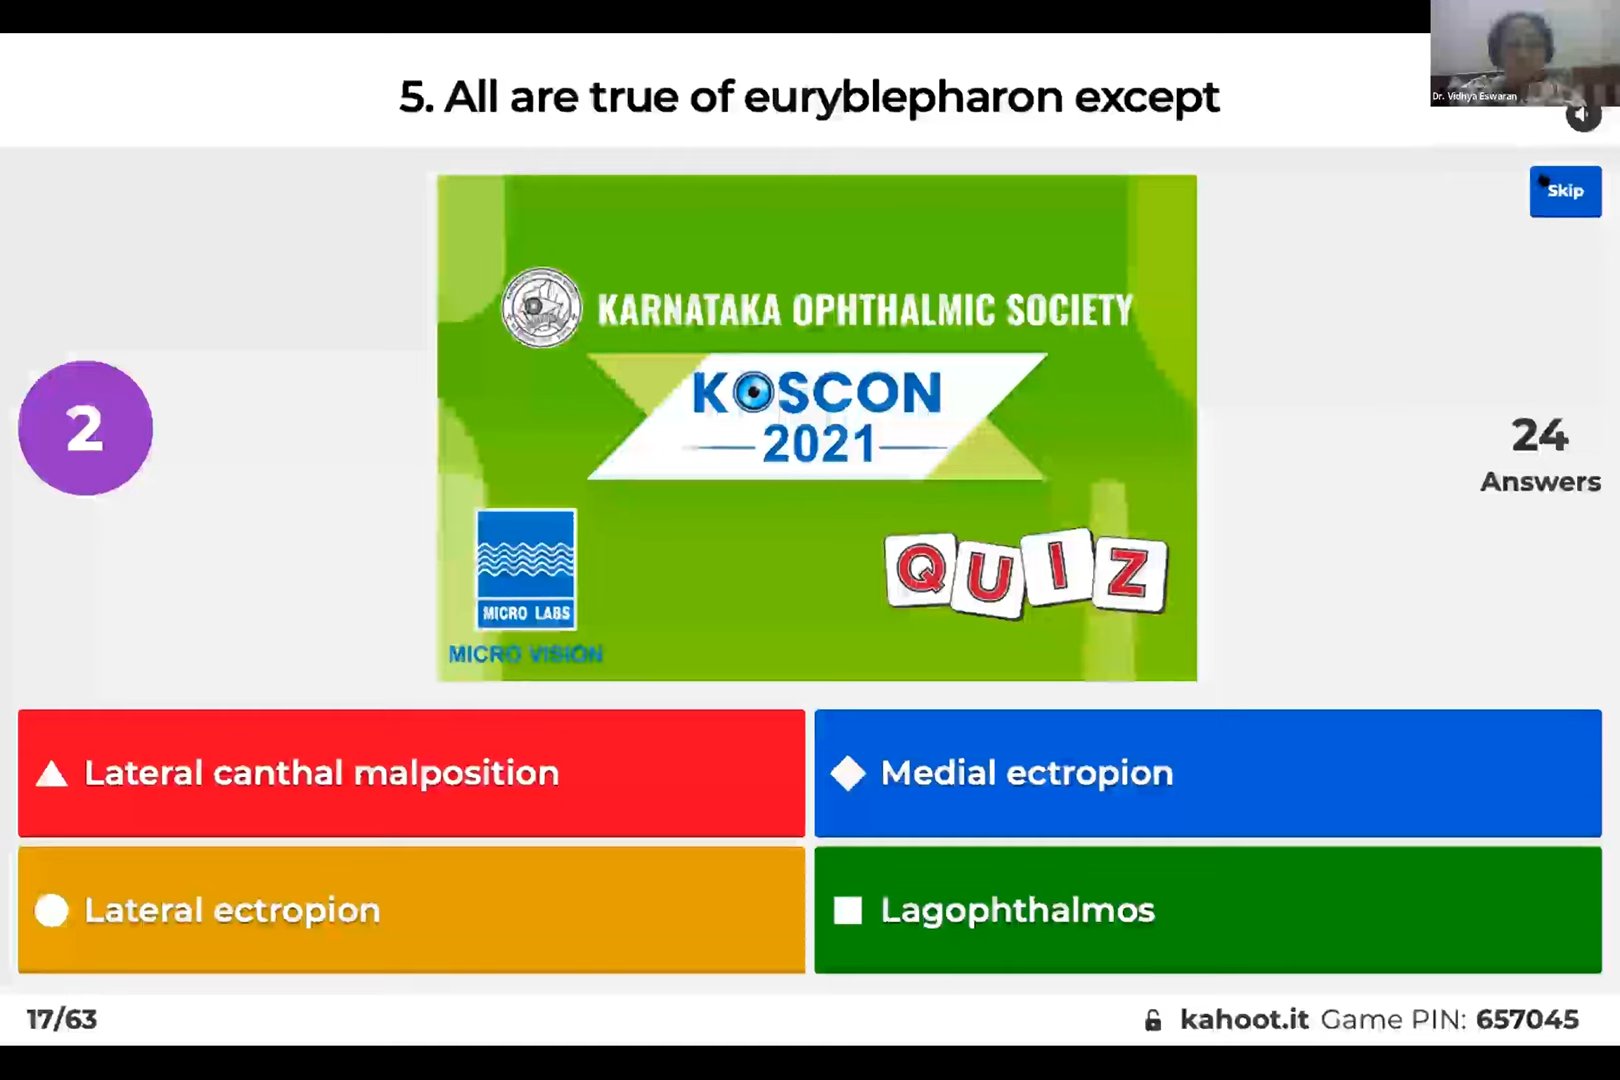 5. All are true of euryblepharon except
Dr. Vidhya Eswaran
Skip
KARNATAKA OPHTHALMIC SOCIETY
KOSCON
2021
2
24
Answers
QUIZ
MICRO LABS
MICRO VISION
Lateral canthal malposition
Medial ectropion
Lateral ectropion
Lagophthalmos
17/63
kahoot.it Game PIN: 657045